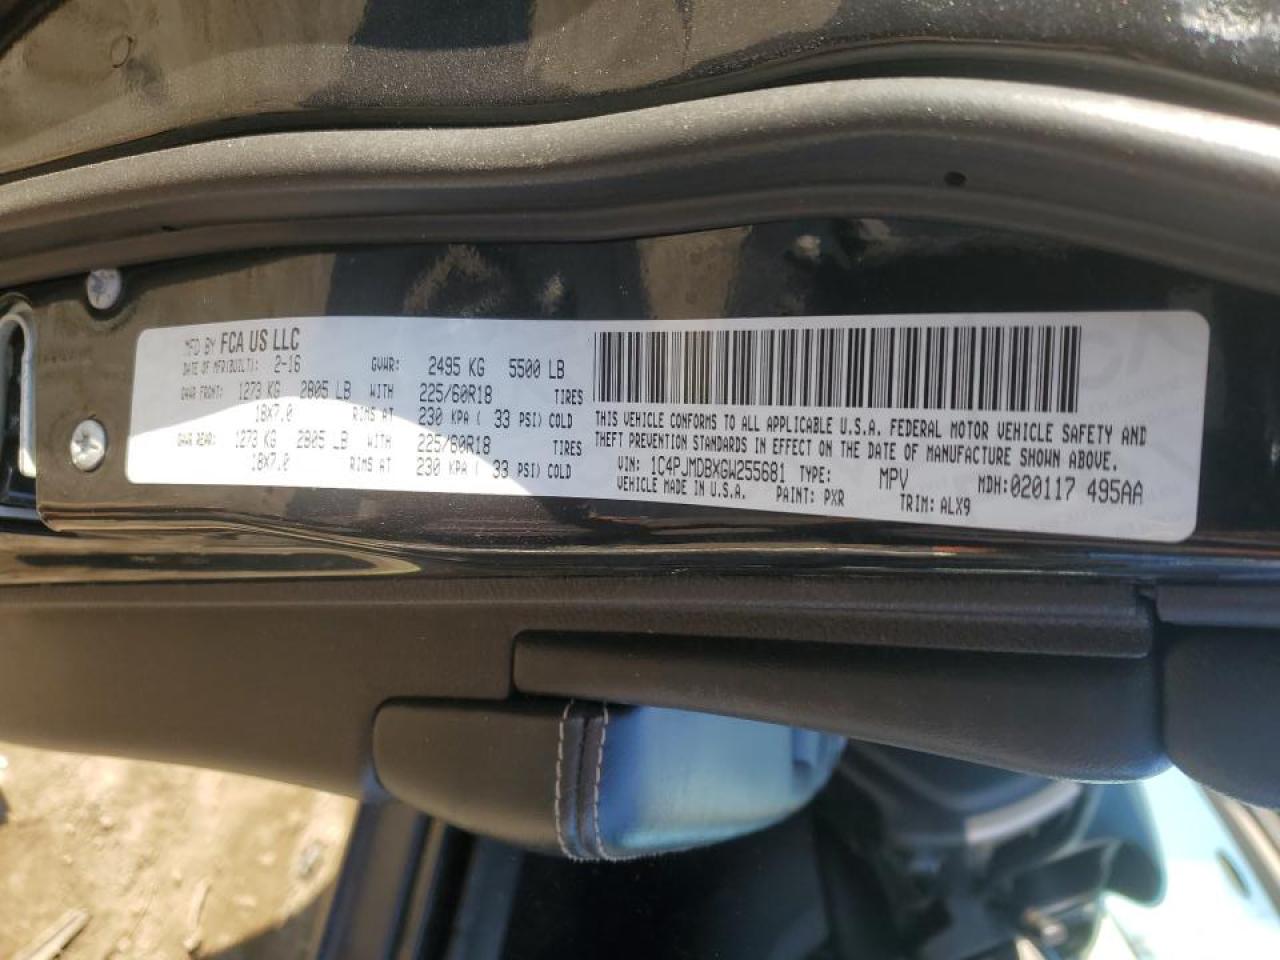 MFD BY FCA US LLC
DATE OF MFR(BUILT): 2-16 GVWR: 2495 KG 5500 LB
GAWR FRONT: 1273 KG 2805 LB WITH 225/60R18 TIRES
18X7.0 RIMS AT 230 KPA ( 33 PSI) COLD
GAWR REAR: 1273 KG 2805 LB WITH 225/60R18 TIRES
18X7.0 RIMS AT 230 KPA ( 33 PSI) COLD
THIS VEHICLE CONFORMS TO ALL APPLICABLE U.S.A. FEDERAL MOTOR VEHICLE SAFETY AND
THEFT PREVENTION STANDARDS IN EFFECT ON THE DATE OF MANUFACTURE SHOWN ABOVE.
VIN: 1C4PJMDBXGW255681 TYPE: MPV MDH:020117 495AA
VEHICLE MADE IN U.S.A. PAINT: PXR TRIM: ALX9